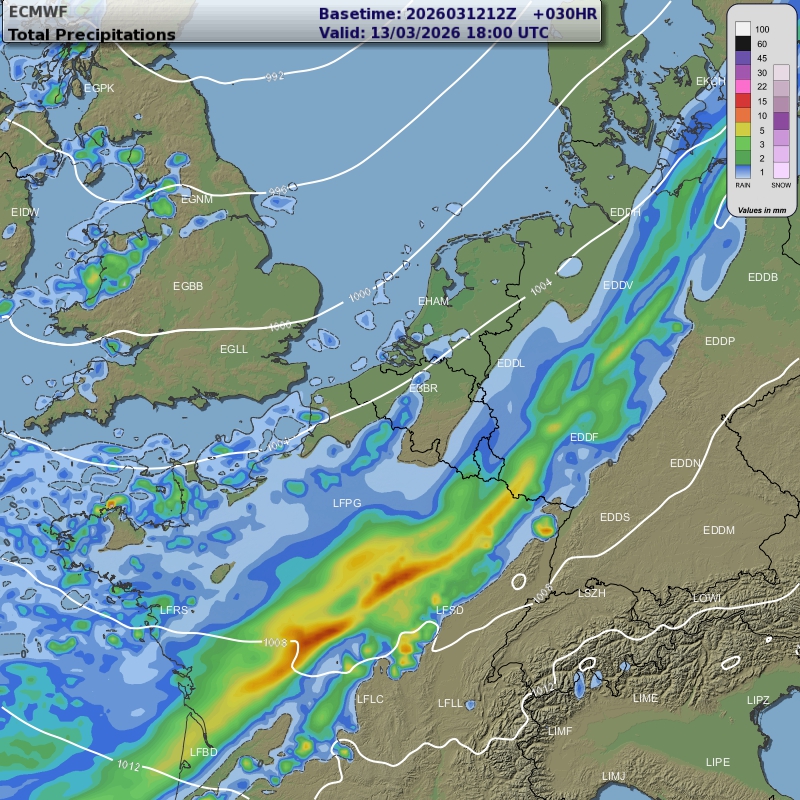 ECMWF
Basetime: 2026031212Z +030HR
Total Precipitations
Valid: 13/03/2026 18:00 UTC
100
60
45
30
22
15
10
5
3
2
1
RAIN
SNOW
Values in mm
992
EGPK
996
EGNM
EIDW
EDDH
1004
EGBB
EDDV
EDDB
1000
EHAM
1000
EGLL
EDDP
EDDL
EBBR
1004
EDDF
EDDN
LFPG
EDDS
EDDM
LFRS
LSZH
LOWI
1008
LFSD
1008
1012
LFLC
LFLL
LIME
LIPZ
LIMF
LFBD
1012
LIPE
LIMJ